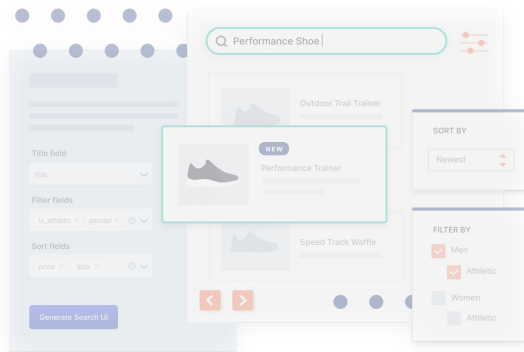 Performance Shoe
Outdoor Trail Trainer
NEW
Performance Trainer
Speed Track Waffle
Title field
title
Filter fields
is_athletic × gender ×
Sort fields
price × size ×
Generate Search UI
SORT BY
Newest
FILTER BY
Men
Athletic
Women
Athletic